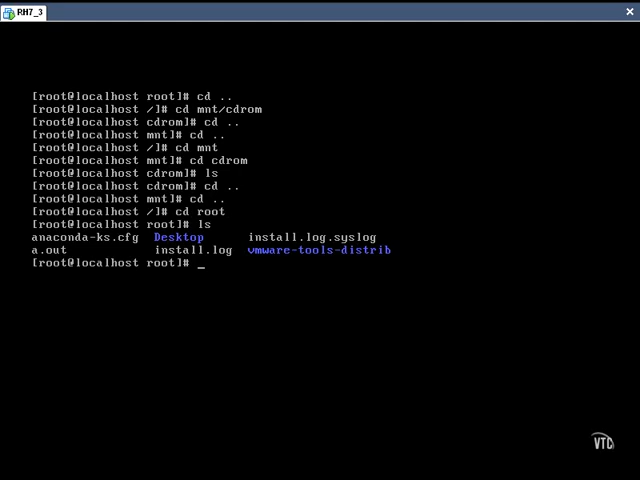 RH7_3
[root@localhost root]# cd ..
[root@localhost /]# cd mnt/cdrom
[root@localhost cdrom]# cd ..
[root@localhost mnt]# cd ..
[root@localhost /]# cd mnt
[root@localhost mnt]# cd cdrom
[root@localhost cdrom]# ls
[root@localhost cdrom]# cd ..
[root@localhost mnt]# cd ..
[root@localhost /]# cd root
[root@localhost root]# ls
anaconda-ks.cfg  Desktop      install.log.syslog
a.out            install.log  vmware-tools-distrib
[root@localhost root]# _
VTC